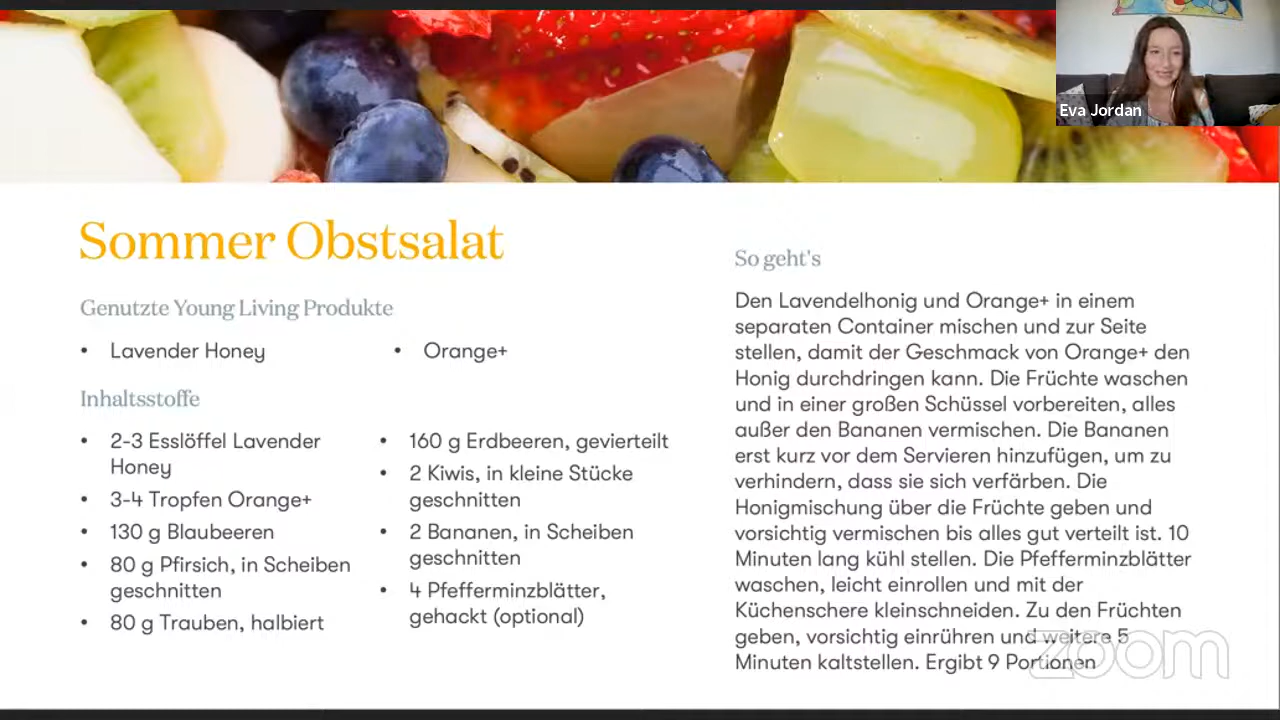 Eva Jordan
Sommer Obstsalat
Genutzte Young Living Produkte
• Lavender Honey
• Orange+
Inhaltsstoffe
• 2-3 Esslöffel Lavender
Honey
• 3-4 Tropfen Orange+
• 130 g Blaubeeren
• 80 g Pfirsich, in Scheiben
geschnitten
• 80 g Trauben, halbiert
• 160 g Erdbeeren, gevierteilt
• 2 Kiwis, in kleine Stücke
geschnitten
• 2 Bananen, in Scheiben
geschnitten
• 4 Pfefferminzblätter,
gehackt (optional)
So geht's
Den Lavendelhonig und Orange+ in einem
separaten Container mischen und zur Seite
stellen, damit der Geschmack von Orange+ den
Honig durchdringen kann. Die Früchte waschen
und in einer großen Schüssel vorbereiten, alles
außer den Bananen vermischen. Die Bananen
erst kurz vor dem Servieren hinzufügen, um zu
verhindern, dass sie sich verfärben. Die
Honigmischung über die Früchte geben und
vorsichtig vermischen bis alles gut verteilt ist. 10
Minuten lang kühl stellen. Die Pfefferminzblätter
waschen, leicht einrollen und mit der
Küchenschere kleinschneiden. Zu den Früchten
geben, vorsichtig einrühren und weitere 5
Minuten kaltstellen. Ergibt 9 Portionen
zoom